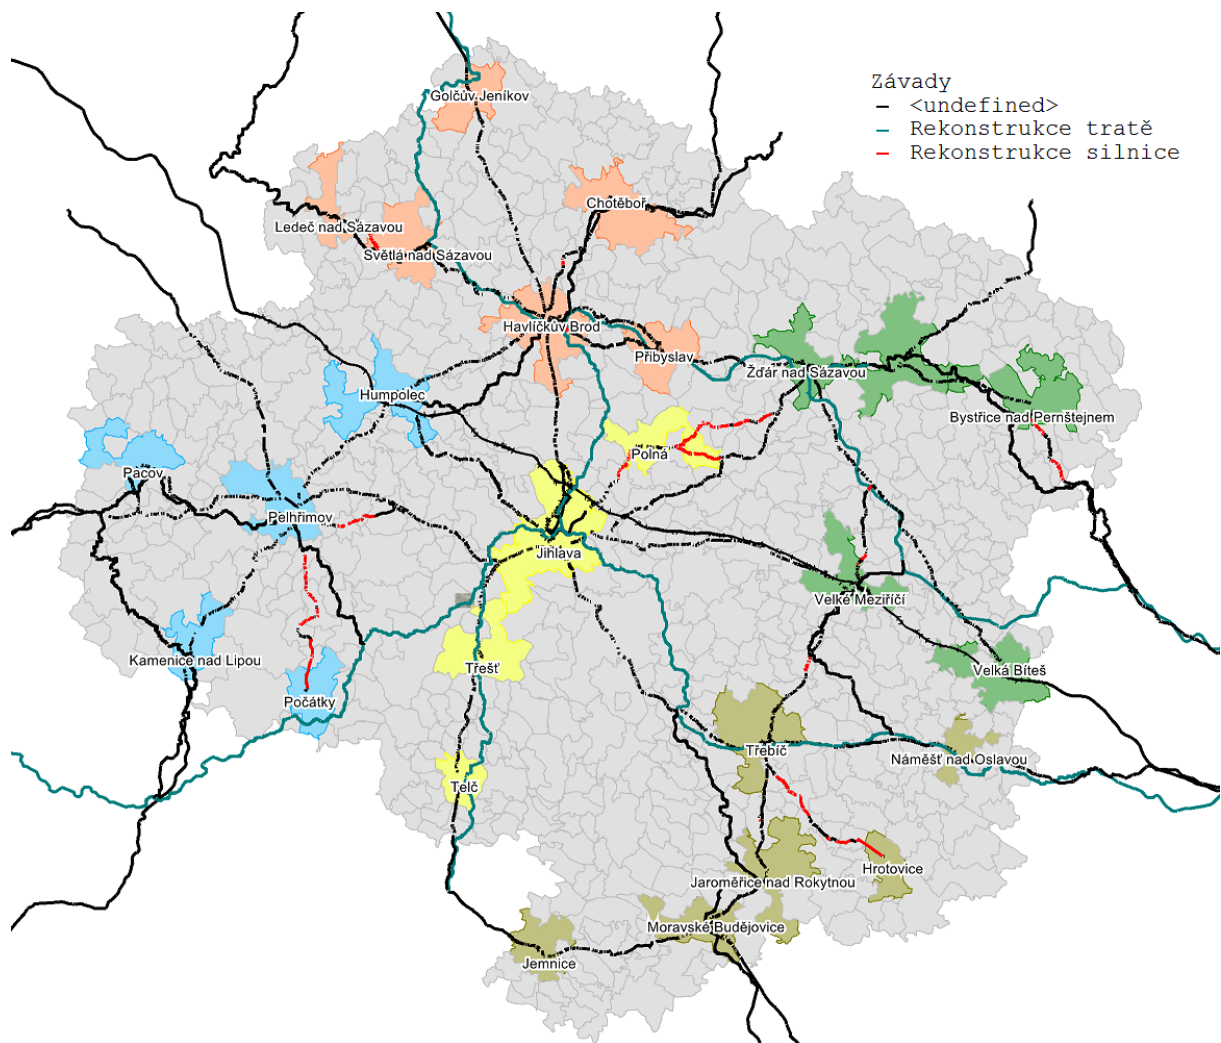 Závady
<undefined>
Rekonstrukce tratě
Rekonstrukce silnice
Golčův Jeníkov
Chotěboř
Ledeč nad Sázavou
Světlá nad Sázavou
Havlíčkův Brod
Přibyslav
Žďár nad Sázavou
Humpolec
Bystřice nad Pernštejnem
Polná
Pacov
Pelhřimov
Jihlava
Velké Meziříčí
Kamenice nad Lipou
Třešť
Velká Bíteš
Počátky
Třebíč
Náměšť nad Oslavou
Telč
Hrotovice
Jaroměřice nad Rokytnou
Moravské Budějovice
Jemnice